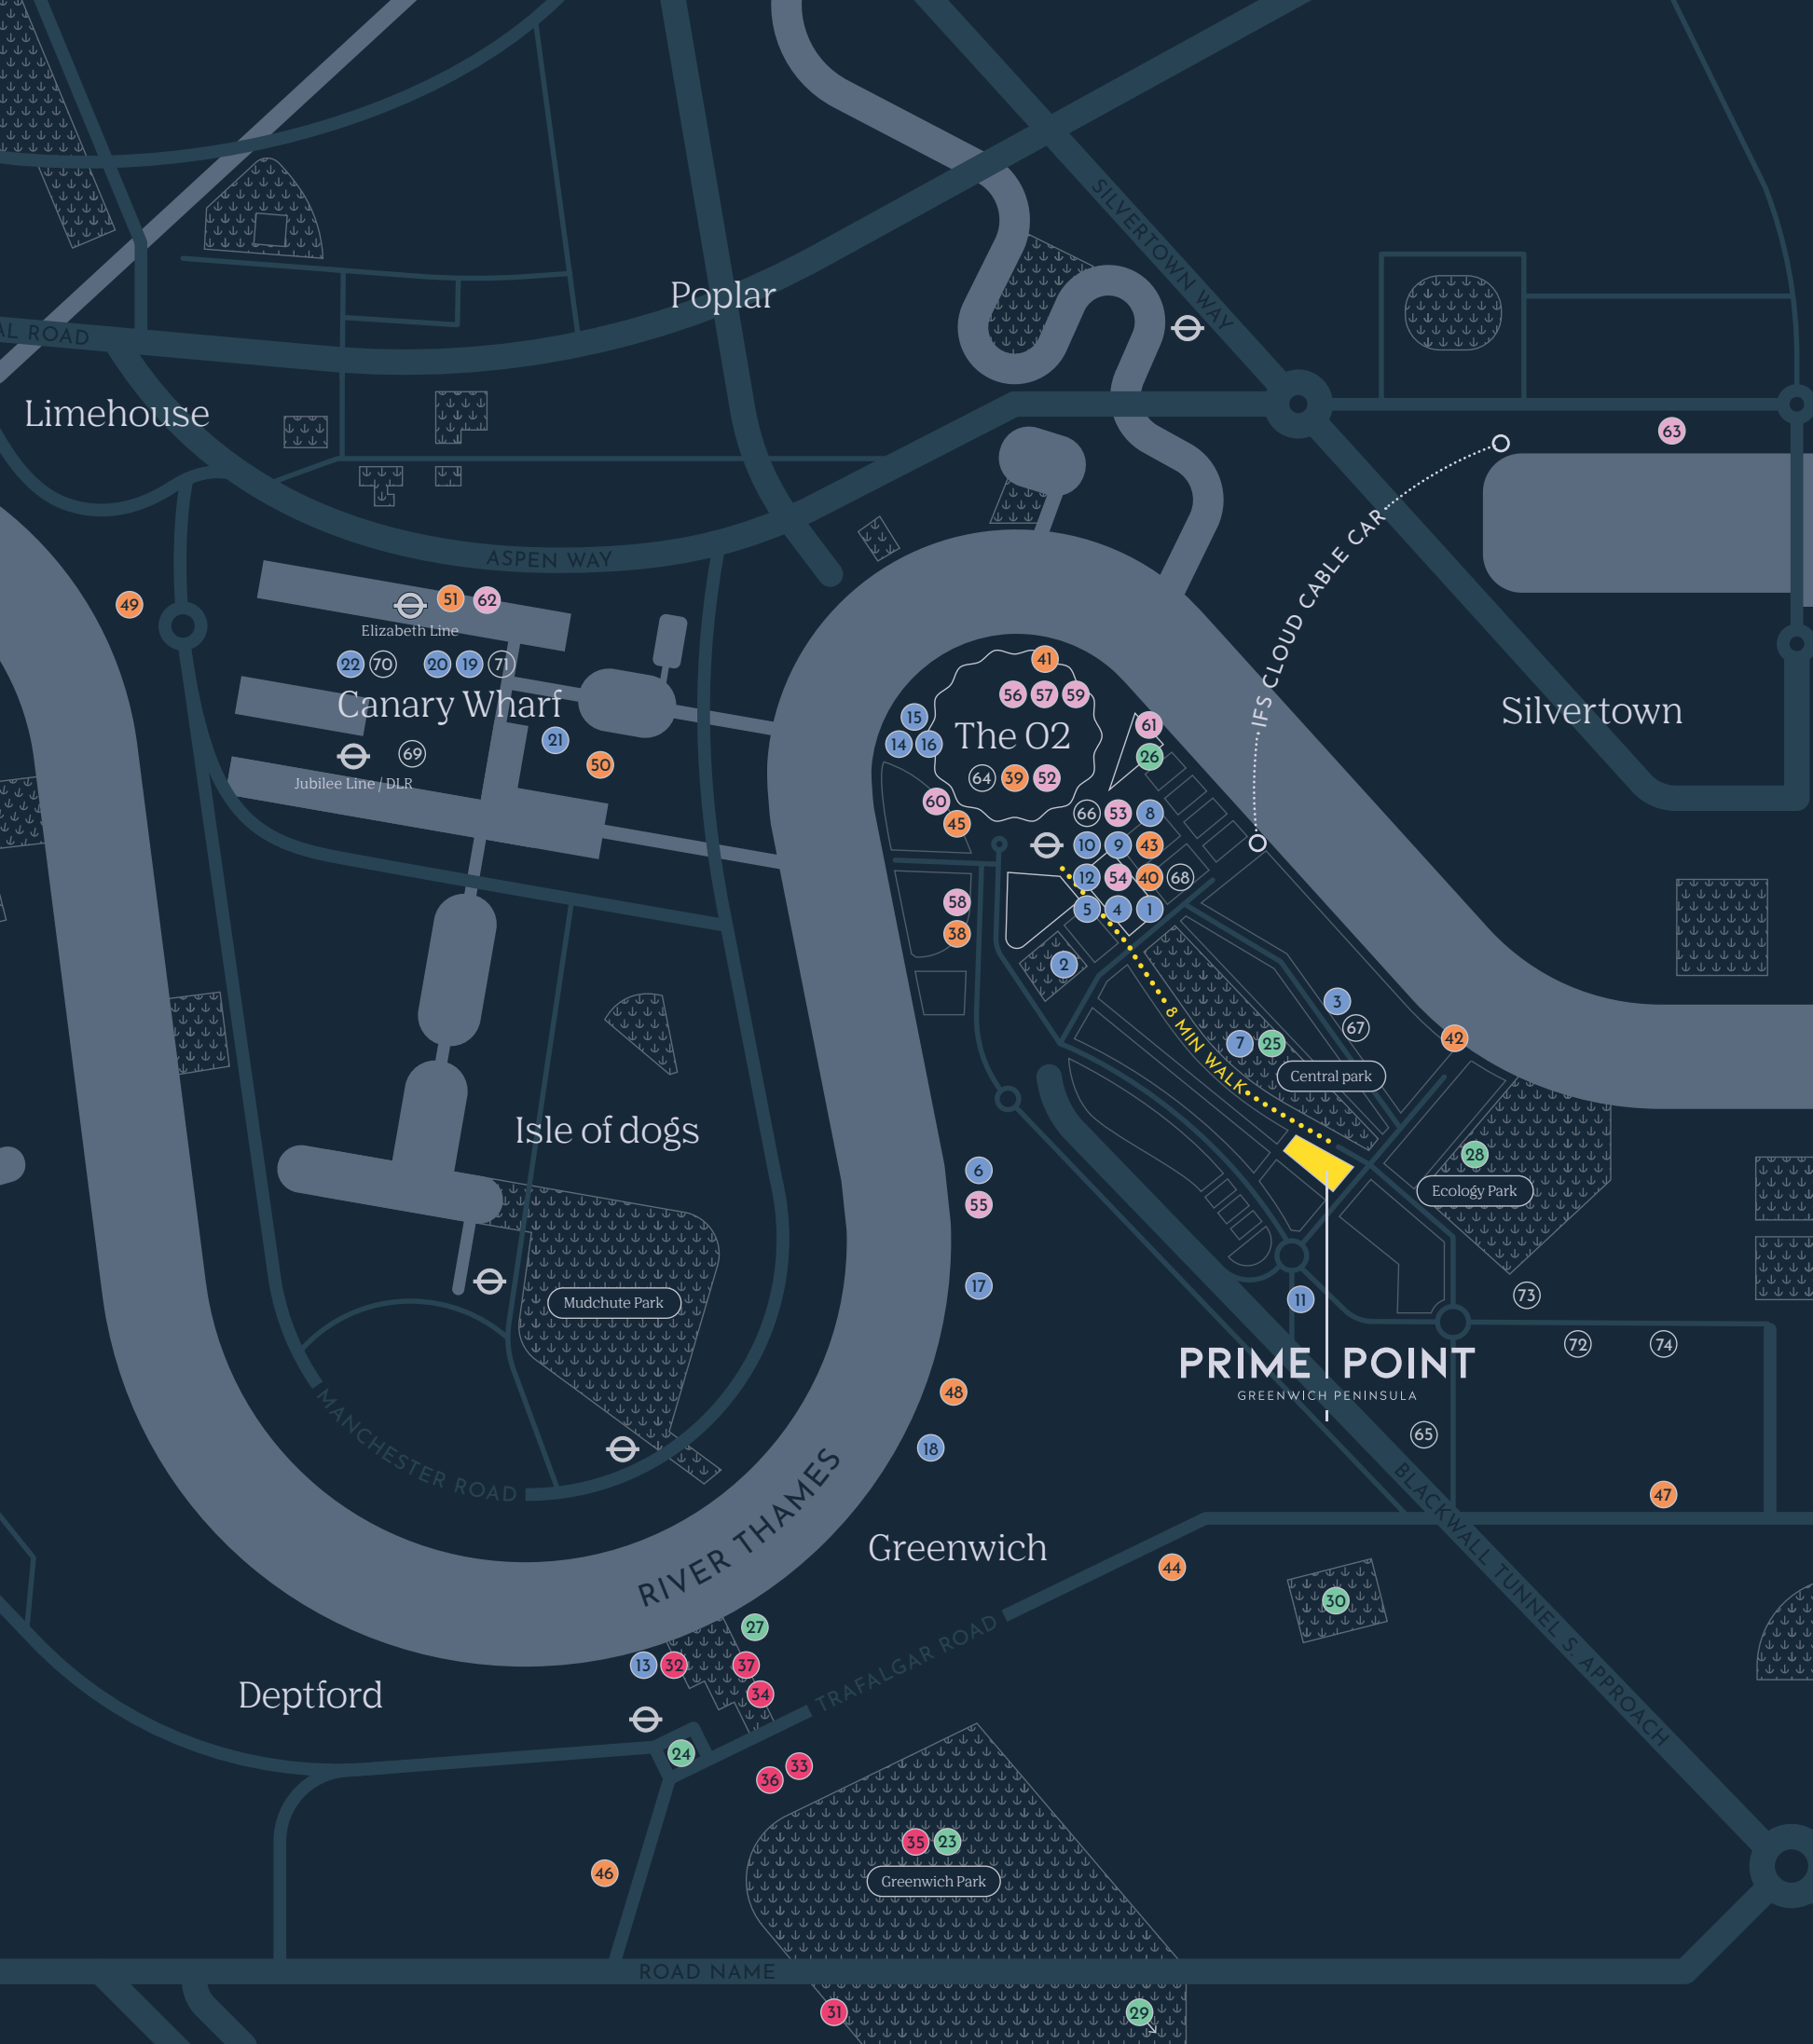 SILVERTOWN WAY
Poplar
AL ROAD
Limehouse
63
IFS CLOUD CABLE CAR
ASPEN WAY
49
51
62
Elizabeth Line
22
70
20
19
71
Canary Wharf
21
69
50
Jubilee Line / DLR
41
56
57
59
15
14
16
The O2
61
26
64
39
52
60
45
Silvertown
66
53
8
10
9
43
12
54
40
68
5
4
1
58
38
2
3
67
42
7
25
8 MIN WALK
Central park
Isle of dogs
28
Ecology Park
6
55
17
Mudchute Park
11
73
72
74
PRIME POINT
GREENWICH PENINSULA
48
18
65
MANCHESTER ROAD
RIVER THAMES
47
Greenwich
44
30
BLACKWALL TUNNEL S. APPROACH
27
13
32
37
34
TRAFALGAR ROAD
Deptford
24
33
36
35
23
46
Greenwich Park
ROAD NAME
31
29